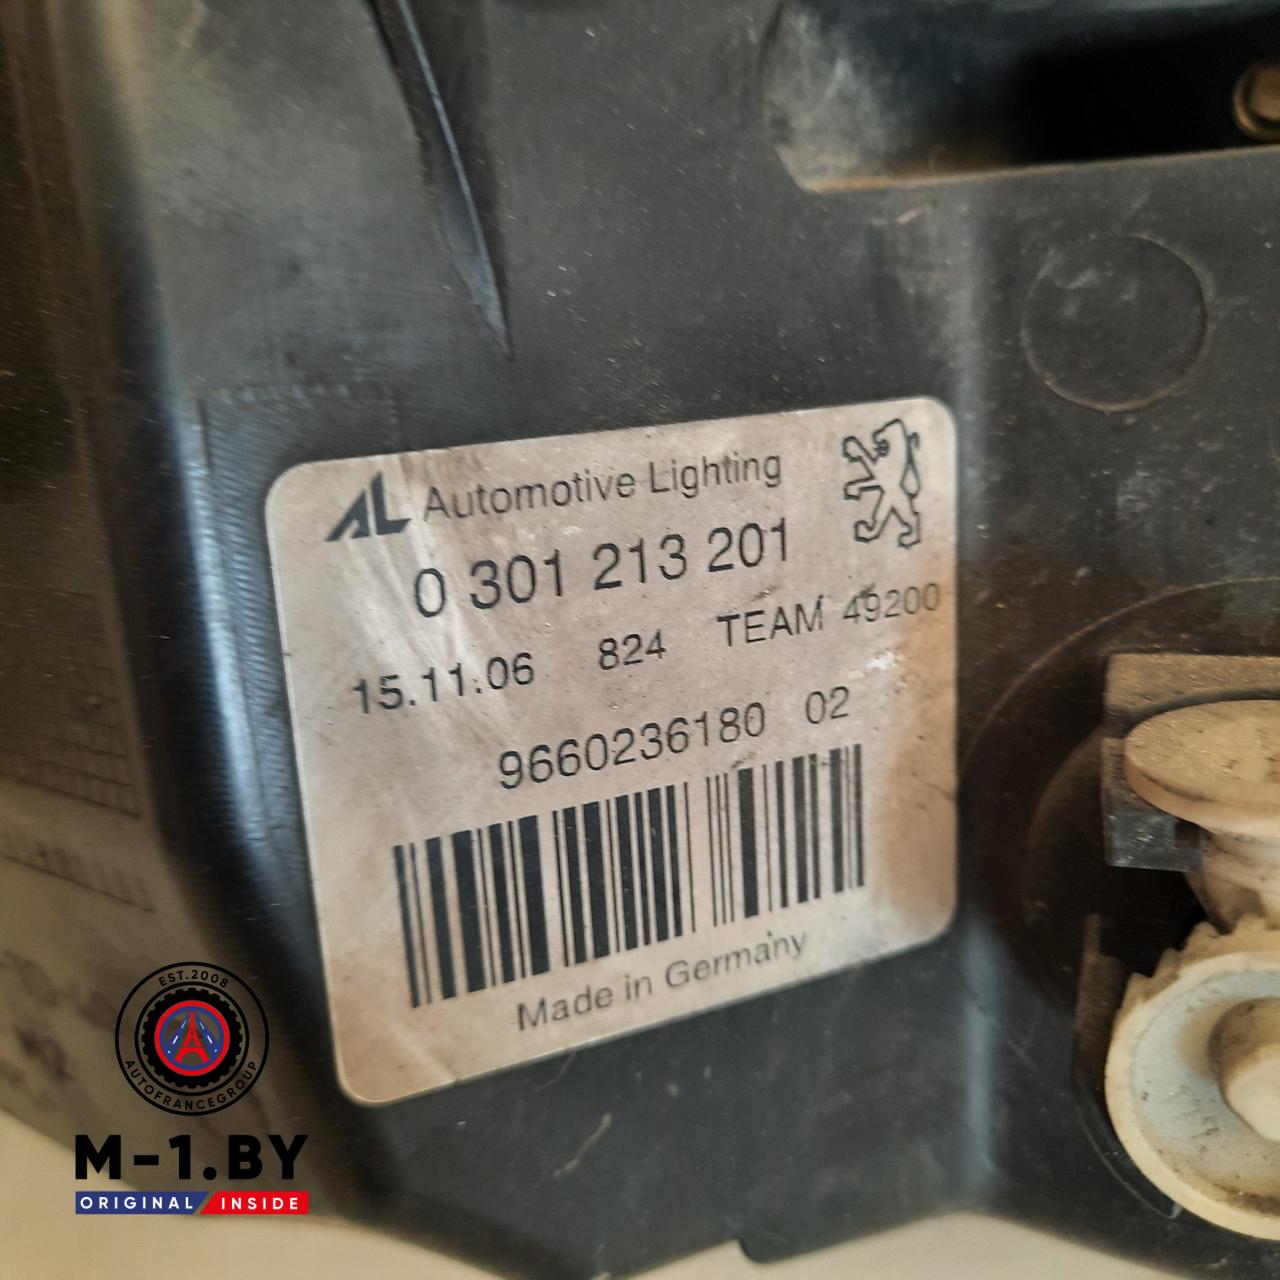 AL Automotive Lighting
0 301 213 201
15.11.06 824 TEAM 49200
9660236180 02
Made in Germany
EST.2008
AUTOFRANCEGROUP
M-1.BY
ORIGINAL INSIDE